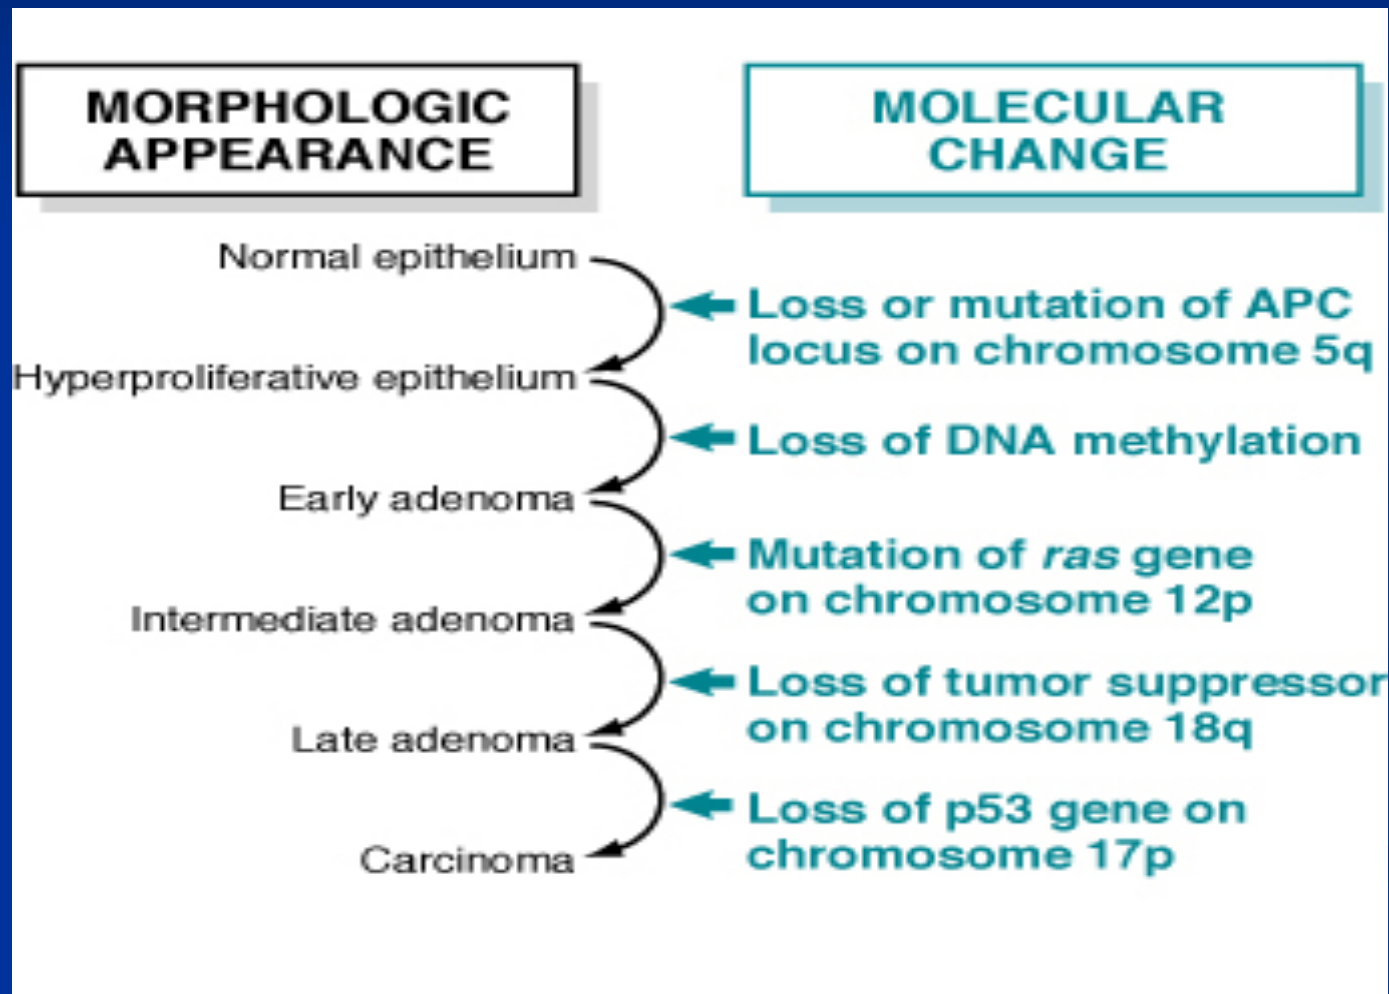 MORPHOLOGIC
APPEARANCE
MOLECULAR
CHANGE
Normal epithelium
Loss or mutation of APC
locus on chromosome 5q
Hyperproliferative epithelium
Loss of DNA methylation
Early adenoma
Mutation of ras gene
on chromosome 12p
Intermediate adenoma
Loss of tumor suppressor
on chromosome 18q
Late adenoma
Loss of p53 gene on
chromosome 17p
Carcinoma